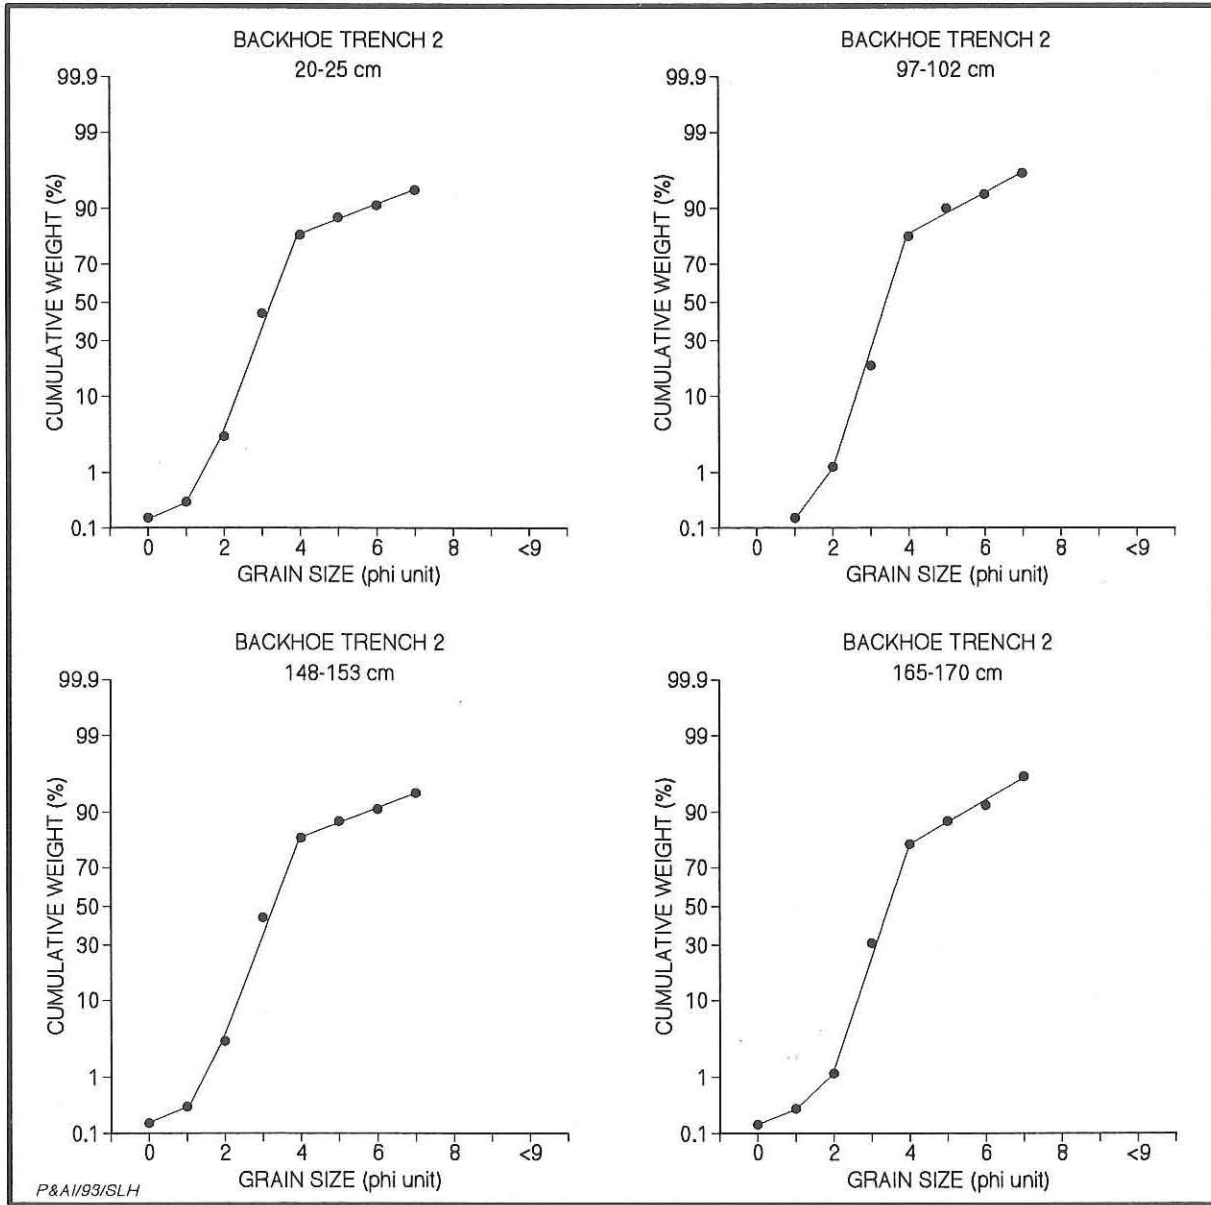 BACKHOE TRENCH 2
20-25 cm
99.9
99
90
70
50
30
10
1
0.1
CUMULATIVE WEIGHT (%)
0 2 4 6 8 <9
GRAIN SIZE (phi unit)
BACKHOE TRENCH 2
97-102 cm
99.9
99
90
70
50
30
10
1
0.1
CUMULATIVE WEIGHT (%)
0 2 4 6 8 <9
GRAIN SIZE (phi unit)
BACKHOE TRENCH 2
148-153 cm
99.9
99
90
70
50
30
10
1
0.1
CUMULATIVE WEIGHT (%)
0 2 4 6 8 <9
GRAIN SIZE (phi unit)
BACKHOE TRENCH 2
165-170 cm
99.9
99
90
70
50
30
10
1
0.1
CUMULATIVE WEIGHT (%)
0 2 4 6 8 <9
GRAIN SIZE (phi unit)
P&AI/93/SLH